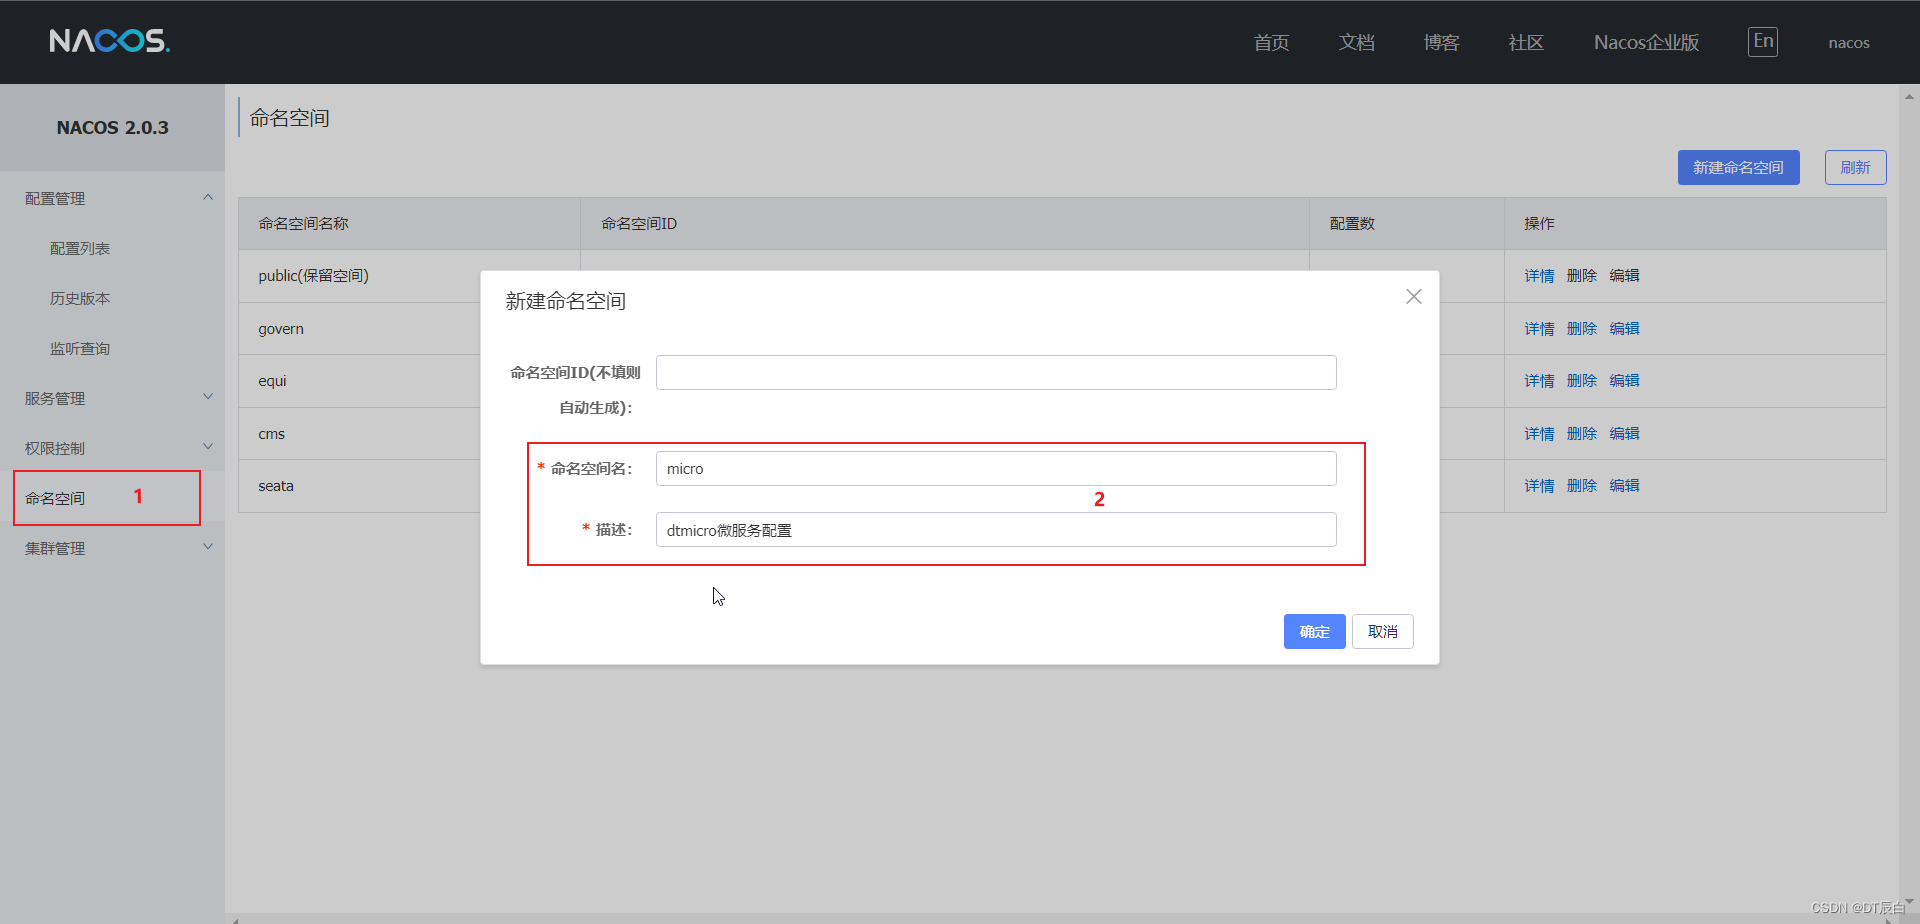 NACOS.
首页
文档
博客
社区
Nacos企业版
En
nacos
NACOS 2.0.3
配置管理
配置列表
历史版本
监听查询
服务管理
权限控制
命名空间
1
集群管理
命名空间
新建命名空间
刷新
命名空间名称
命名空间ID
配置数
操作
public(保留空间)
详情 删除 编辑
govern
详情 删除 编辑
equi
详情 删除 编辑
cms
详情 删除 编辑
seata
详情 删除 编辑
新建命名空间
命名空间ID(不填则
自动生成):
* 命名空间名:
micro
2
* 描述:
dtmicro微服务配置
确定
取消
CSDN @DT辰白